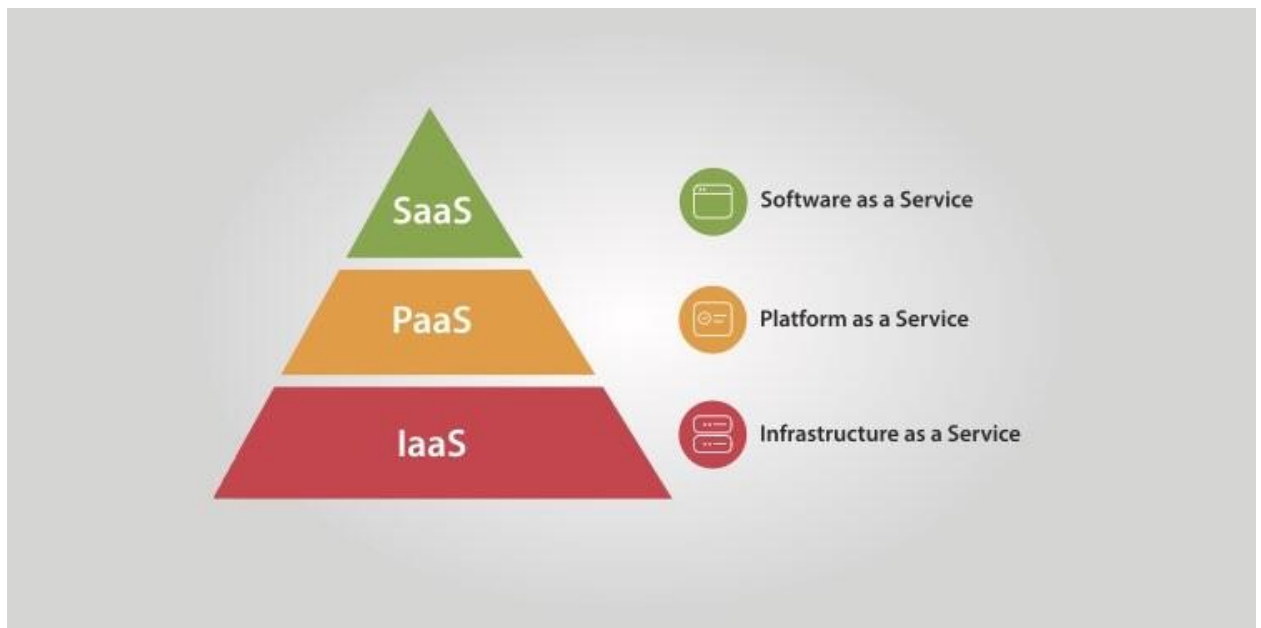 SaaS
Software as a Service
PaaS
Platform as a Service
IaaS
Infrastructure as a Service